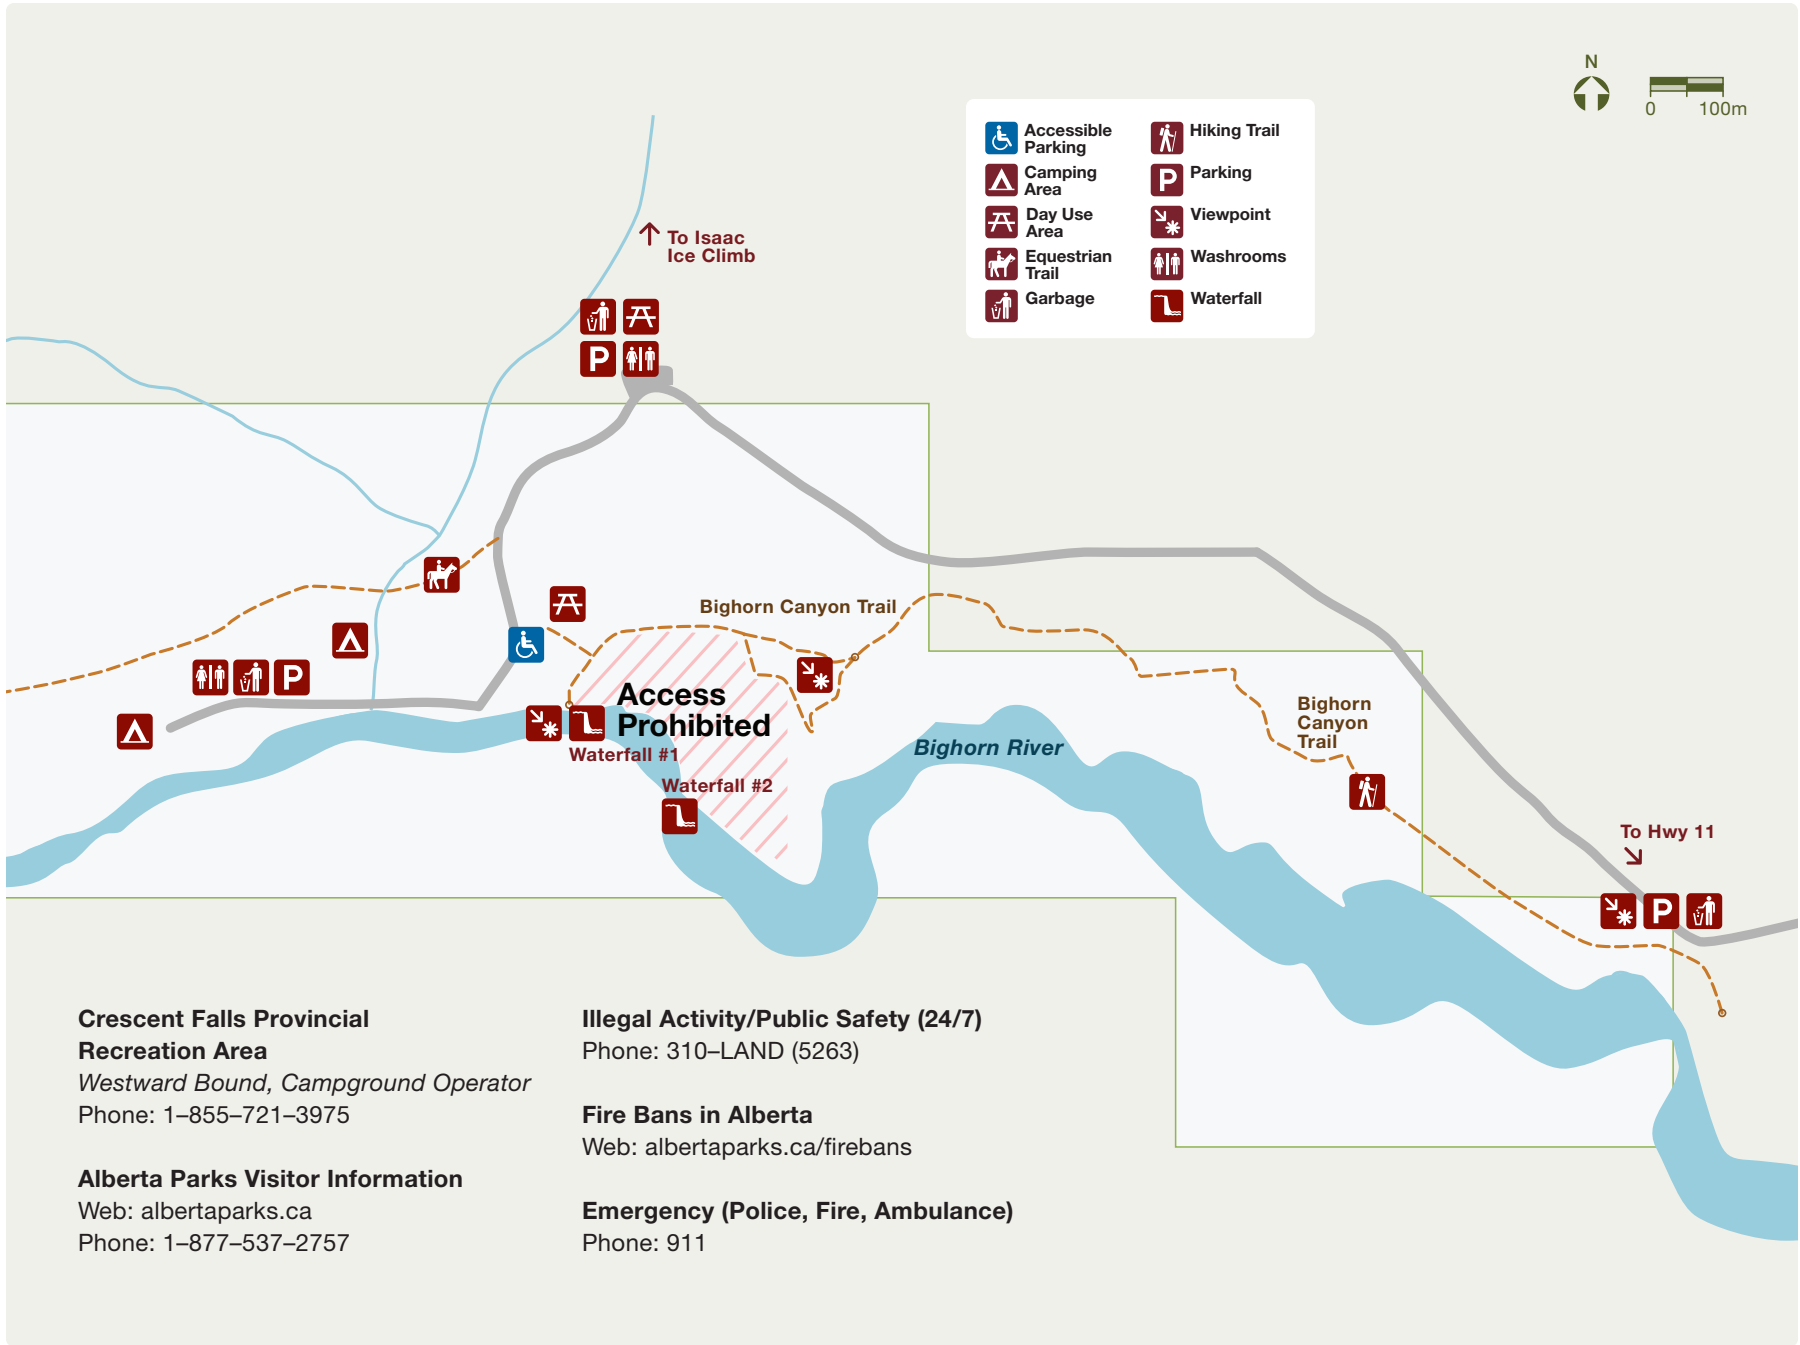 N
0 100m
Accessible
Parking
Camping
Area
Day Use
Area
Equestrian
Trail
Garbage
Hiking Trail
P Parking
Viewpoint
Washrooms
Waterfall
To Isaac
Ice Climb
P
Bighorn Canyon Trail
P
Access
Prohibited
Waterfall #1
Waterfall #2
Bighorn River
Bighorn
Canyon
Trail
To Hwy 11
P
Crescent Falls Provincial
Recreation Area
Westward Bound, Campground Operator
Phone: 1–855–721–3975
Alberta Parks Visitor Information
Web: albertaparks.ca
Phone: 1–877–537–2757
Illegal Activity/Public Safety (24/7)
Phone: 310–LAND (5263)
Fire Bans in Alberta
Web: albertaparks.ca/firebans
Emergency (Police, Fire, Ambulance)
Phone: 911